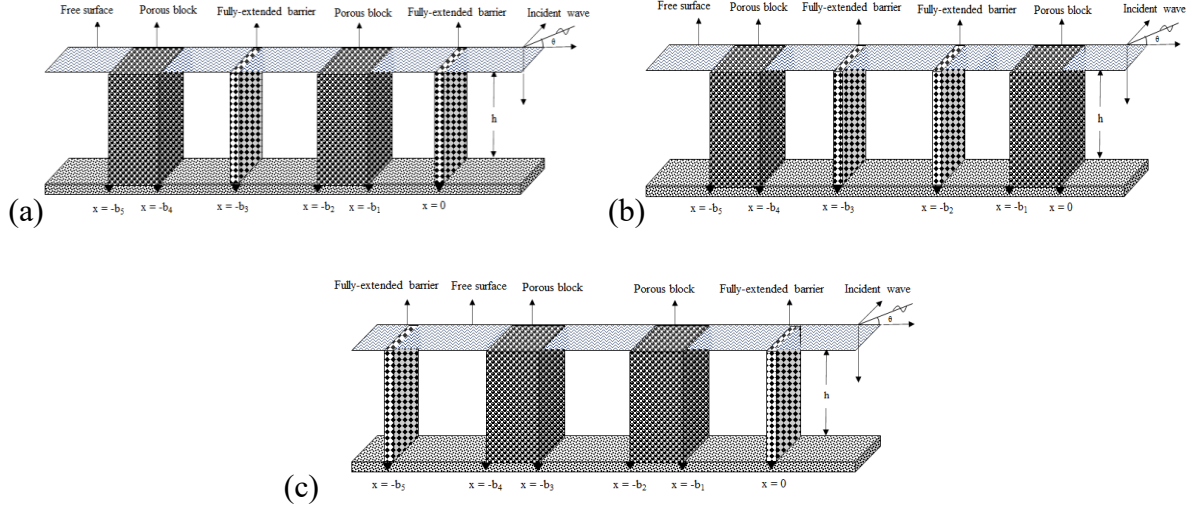 Free surface Porous block Fully-extended barrier Porous block Fully-extended barrier Incident wave
θ
h
(a)
x = -b5 x = -b4 x = -b3 x = -b2 x = -b1 x = 0
Free surface Porous block Fully-extended barrier Fully-extended barrier Porous block Incident wave
θ
h
(b)
x = -b5 x = -b4 x = -b3 x = -b2 x = -b1 x = 0
Fully-extended barrier Free surface Porous block Porous block Fully-extended barrier Incident wave
θ
h
(c)
x = -b5 x = -b4 x = -b3 x = -b2 x = -b1 x = 0